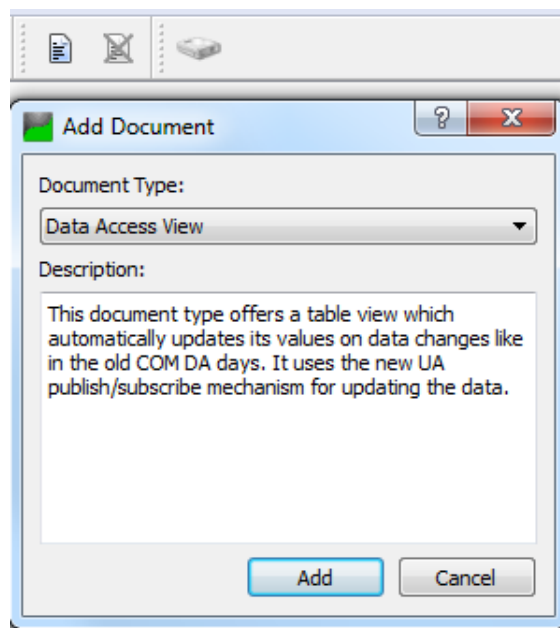 Add Document
Document Type:
Data Access View
Description:
This document type offers a table view which
automatically updates its values on data changes like
in the old COM DA days. It uses the new UA
publish/subscribe mechanism for updating the data.
Add
Cancel